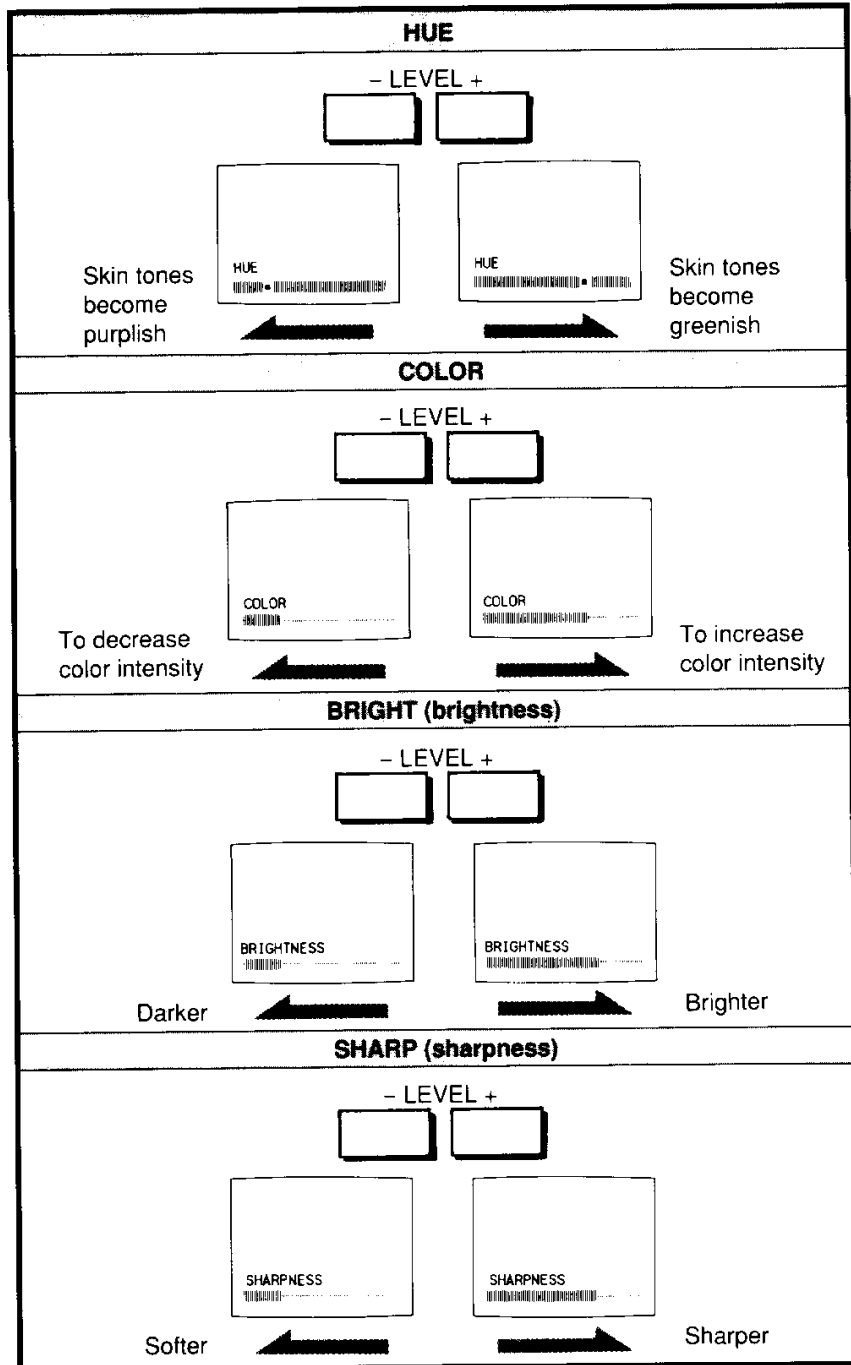 HUE
– LEVEL +
HUE
HUE
Skin tones
become
purplish
Skin tones
become
greenish
COLOR
– LEVEL +
COLOR
COLOR
To decrease
color intensity
To increase
color intensity
BRIGHT (brightness)
– LEVEL +
BRIGHTNESS
BRIGHTNESS
Darker
Brighter
SHARP (sharpness)
– LEVEL +
SHARPNESS
SHARPNESS
Softer
Sharper